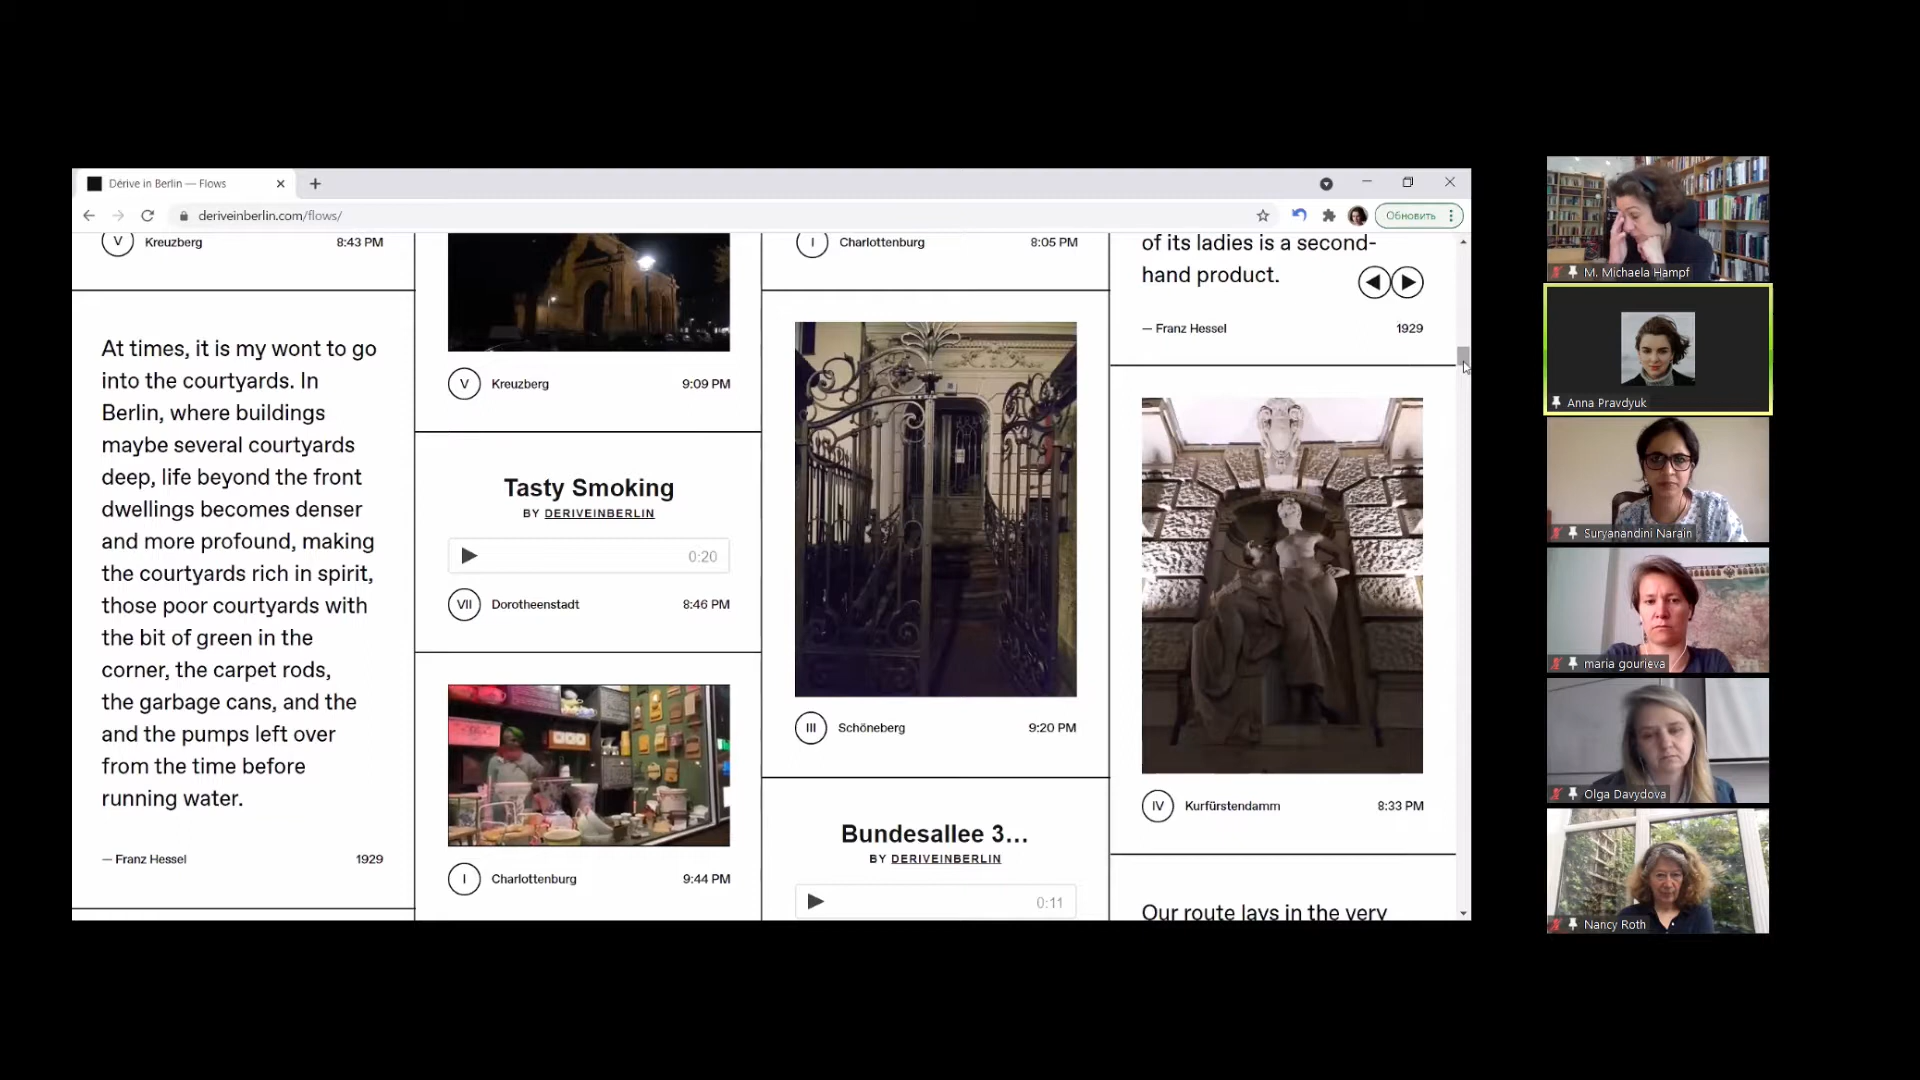 Dérive in Berlin — Flows
deriveinberlin.com/flows/
Обновить
V Kreuzberg 8:43 PM
At times, it is my wont to go
into the courtyards. In
Berlin, where buildings
maybe several courtyards
deep, life beyond the front
dwellings becomes denser
and more profound, making
the courtyards rich in spirit,
those poor courtyards with
the bit of green in the
corner, the carpet rods,
the garbage cans, and the
and the pumps left over
from the time before
running water.
— Franz Hessel 1929
V Kreuzberg 9:09 PM
Tasty Smoking
BY DERIVEINBERLIN
0:20
VII Dorotheenstadt 8:46 PM
I Charlottenburg 9:44 PM
I Charlottenburg 8:05 PM
III Schöneberg 9:20 PM
Bundesallee 3...
BY DERIVEINBERLIN
0:11
of its ladies is a second-
hand product.
— Franz Hessel 1929
IV Kurfürstendamm 8:33 PM
Our route lays in the very
M. Michaela Hampf
Anna Pravdyuk
Suryanandini Narain
maria gourieva
Olga Davydova
Nancy Roth